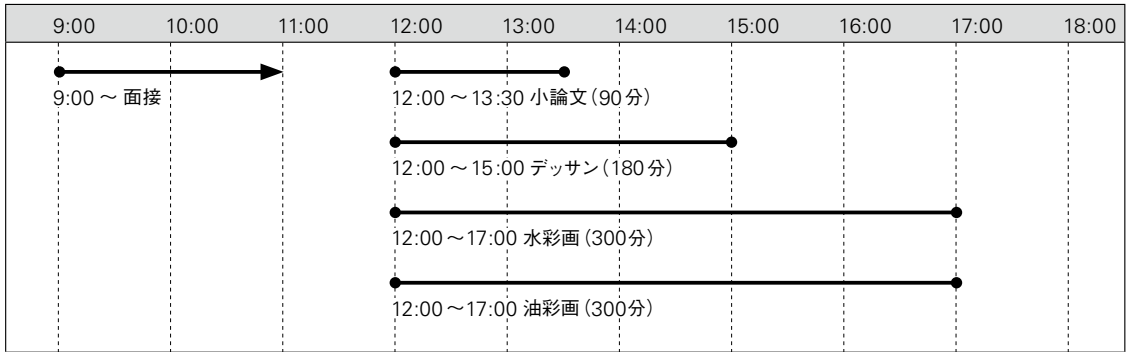 9:00 10:00 11:00 12:00 13:00 14:00 15:00 16:00 17:00 18:00
9:00 ～ 面接
12:00 ～ 13:30 小論文（90分）
12:00 ～ 15:00 デッサン（180分）
12:00 ～ 17:00 水彩画（300分）
12:00 ～ 17:00 油彩画（300分）